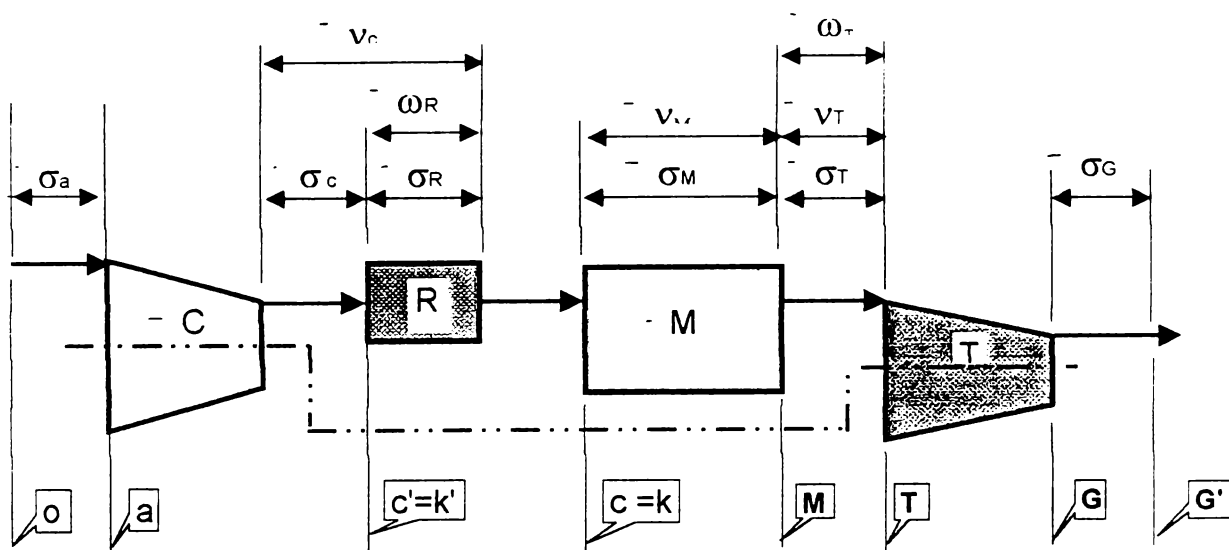 νc ωT
ωR νM νT
σa σc σR σM σT σG
C R M T
o a c'=k' c=k M T G G'